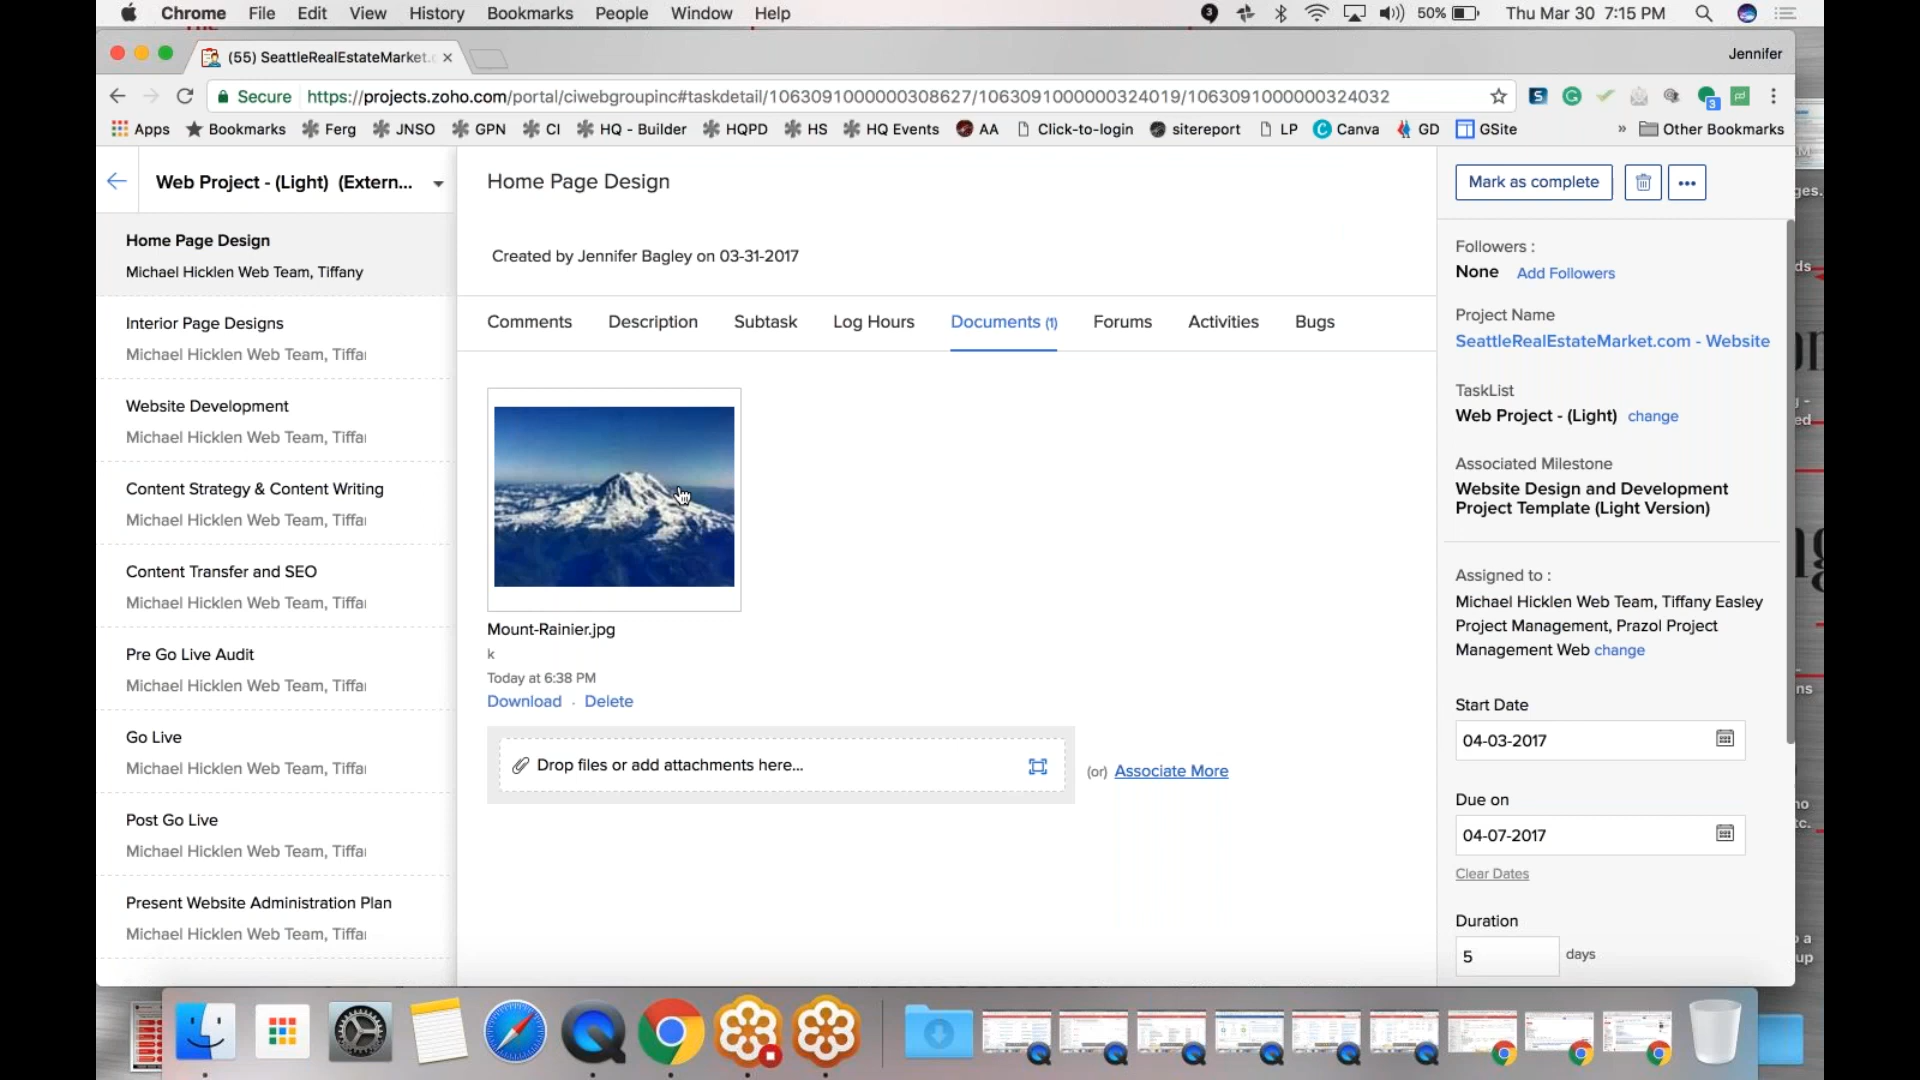 Chrome File Edit View History Bookmarks People Window Help
3 50% Thu Mar 30 7:15 PM
(55) SeattleRealEstateMarket. Jennifer
Secure https://projects.zoho.com/portal/ciwebgroupinc#taskdetail/1063091000000308627/1063091000000324019/1063091000000324032
Apps Bookmarks Ferg JNSO GPN CI HQ - Builder HQPD HS HQ Events AA Click-to-login sitereport LP Canva GD GSite » Other Bookmarks
Web Project - (Light) (Extern...
Home Page Design
Michael Hicklen Web Team, Tiffany
Interior Page Designs
Michael Hicklen Web Team, Tiffa
Website Development
Michael Hicklen Web Team, Tiffa
Content Strategy & Content Writing
Michael Hicklen Web Team, Tiffa
Content Transfer and SEO
Michael Hicklen Web Team, Tiffa
Pre Go Live Audit
Michael Hicklen Web Team, Tiffa
Go Live
Michael Hicklen Web Team, Tiffa
Post Go Live
Michael Hicklen Web Team, Tiffa
Present Website Administration Plan
Michael Hicklen Web Team, Tiffa
Home Page Design
Created by Jennifer Bagley on 03-31-2017
Comments Description Subtask Log Hours Documents (1) Forums Activities Bugs
Mount-Rainier.jpg
k
Today at 6:38 PM
Download . Delete
Drop files or add attachments here...
(or) Associate More
Mark as complete
Followers :
None Add Followers
Project Name
SeattleRealEstateMarket.com - Website
TaskList
Web Project - (Light) change
Associated Milestone
Website Design and Development
Project Template (Light Version)
Assigned to :
Michael Hicklen Web Team, Tiffany Easley
Project Management, Prazol Project
Management Web change
Start Date
04-03-2017
Due on
04-07-2017
Clear Dates
Duration
5 days